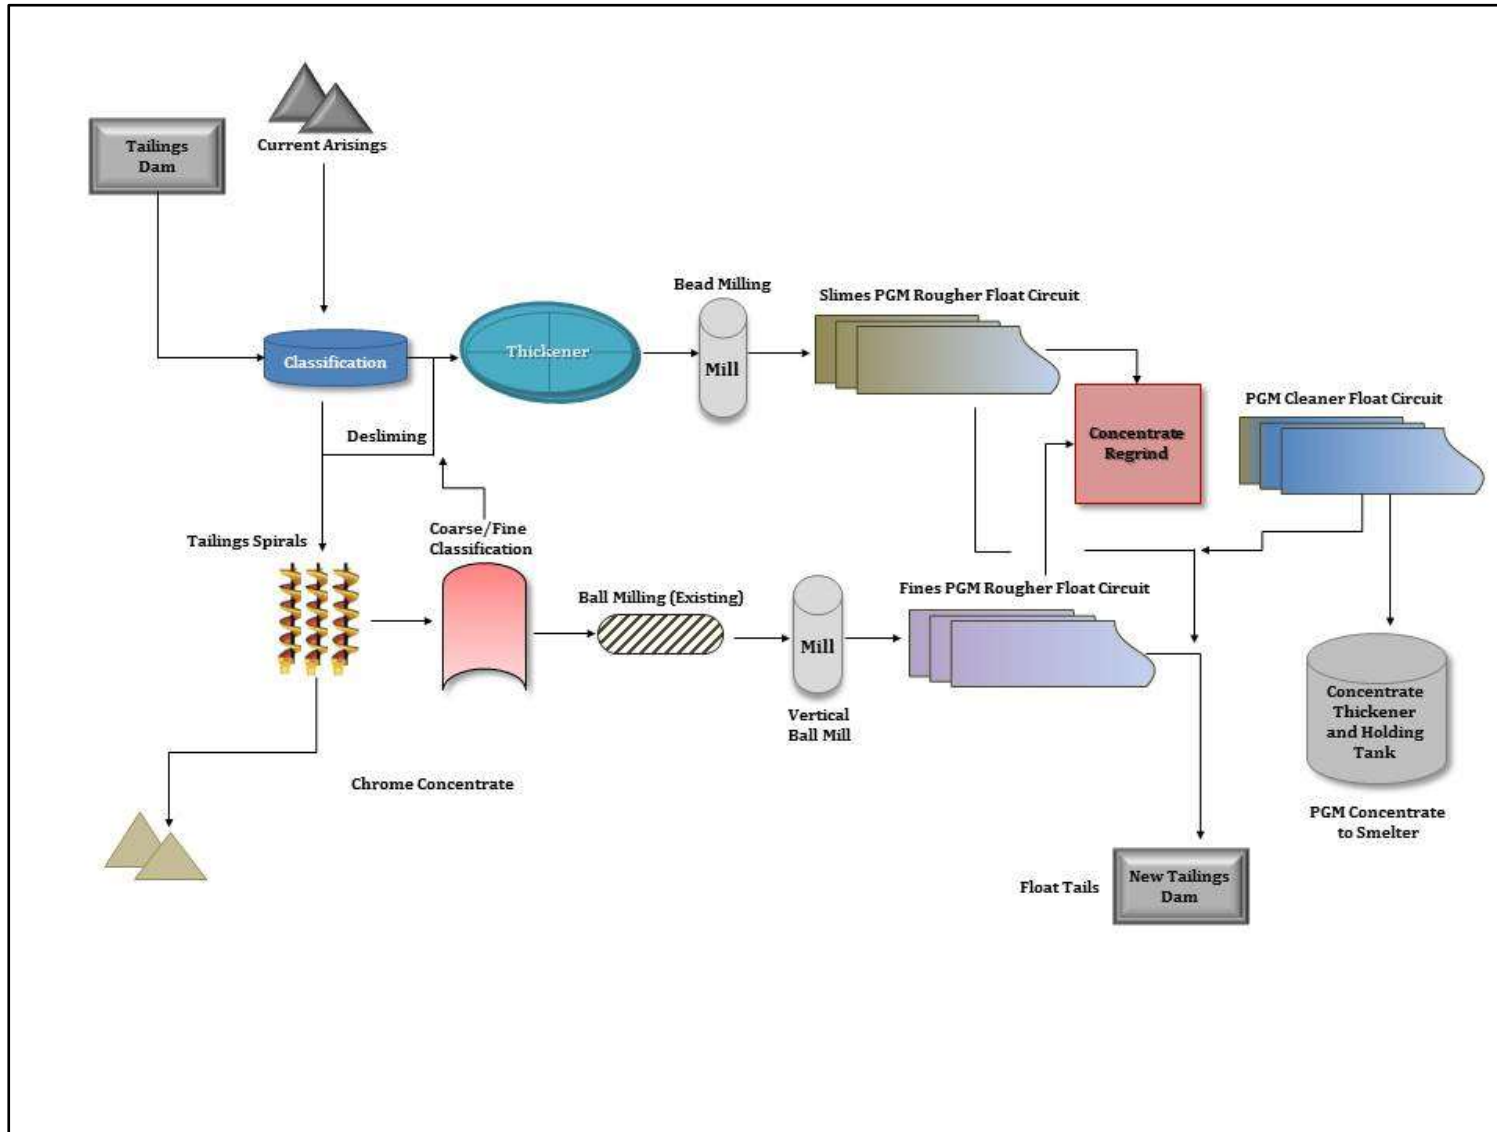 Tailings
Dam
Current Arisings
Classification
Thickener
Bead Milling
Mill
Slimes PGM Rougher Float Circuit
Concentrate
Regrind
PGM Cleaner Float Circuit
Desliming
Tailings Spirals
Coarse/Fine
Classification
Ball Milling (Existing)
Mill
Vertical
Ball Mill
Fines PGM Rougher Float Circuit
Concentrate
Thickener
and Holding
Tank
PGM Concentrate
to Smelter
Chrome Concentrate
Float Tails
New Tailings
Dam